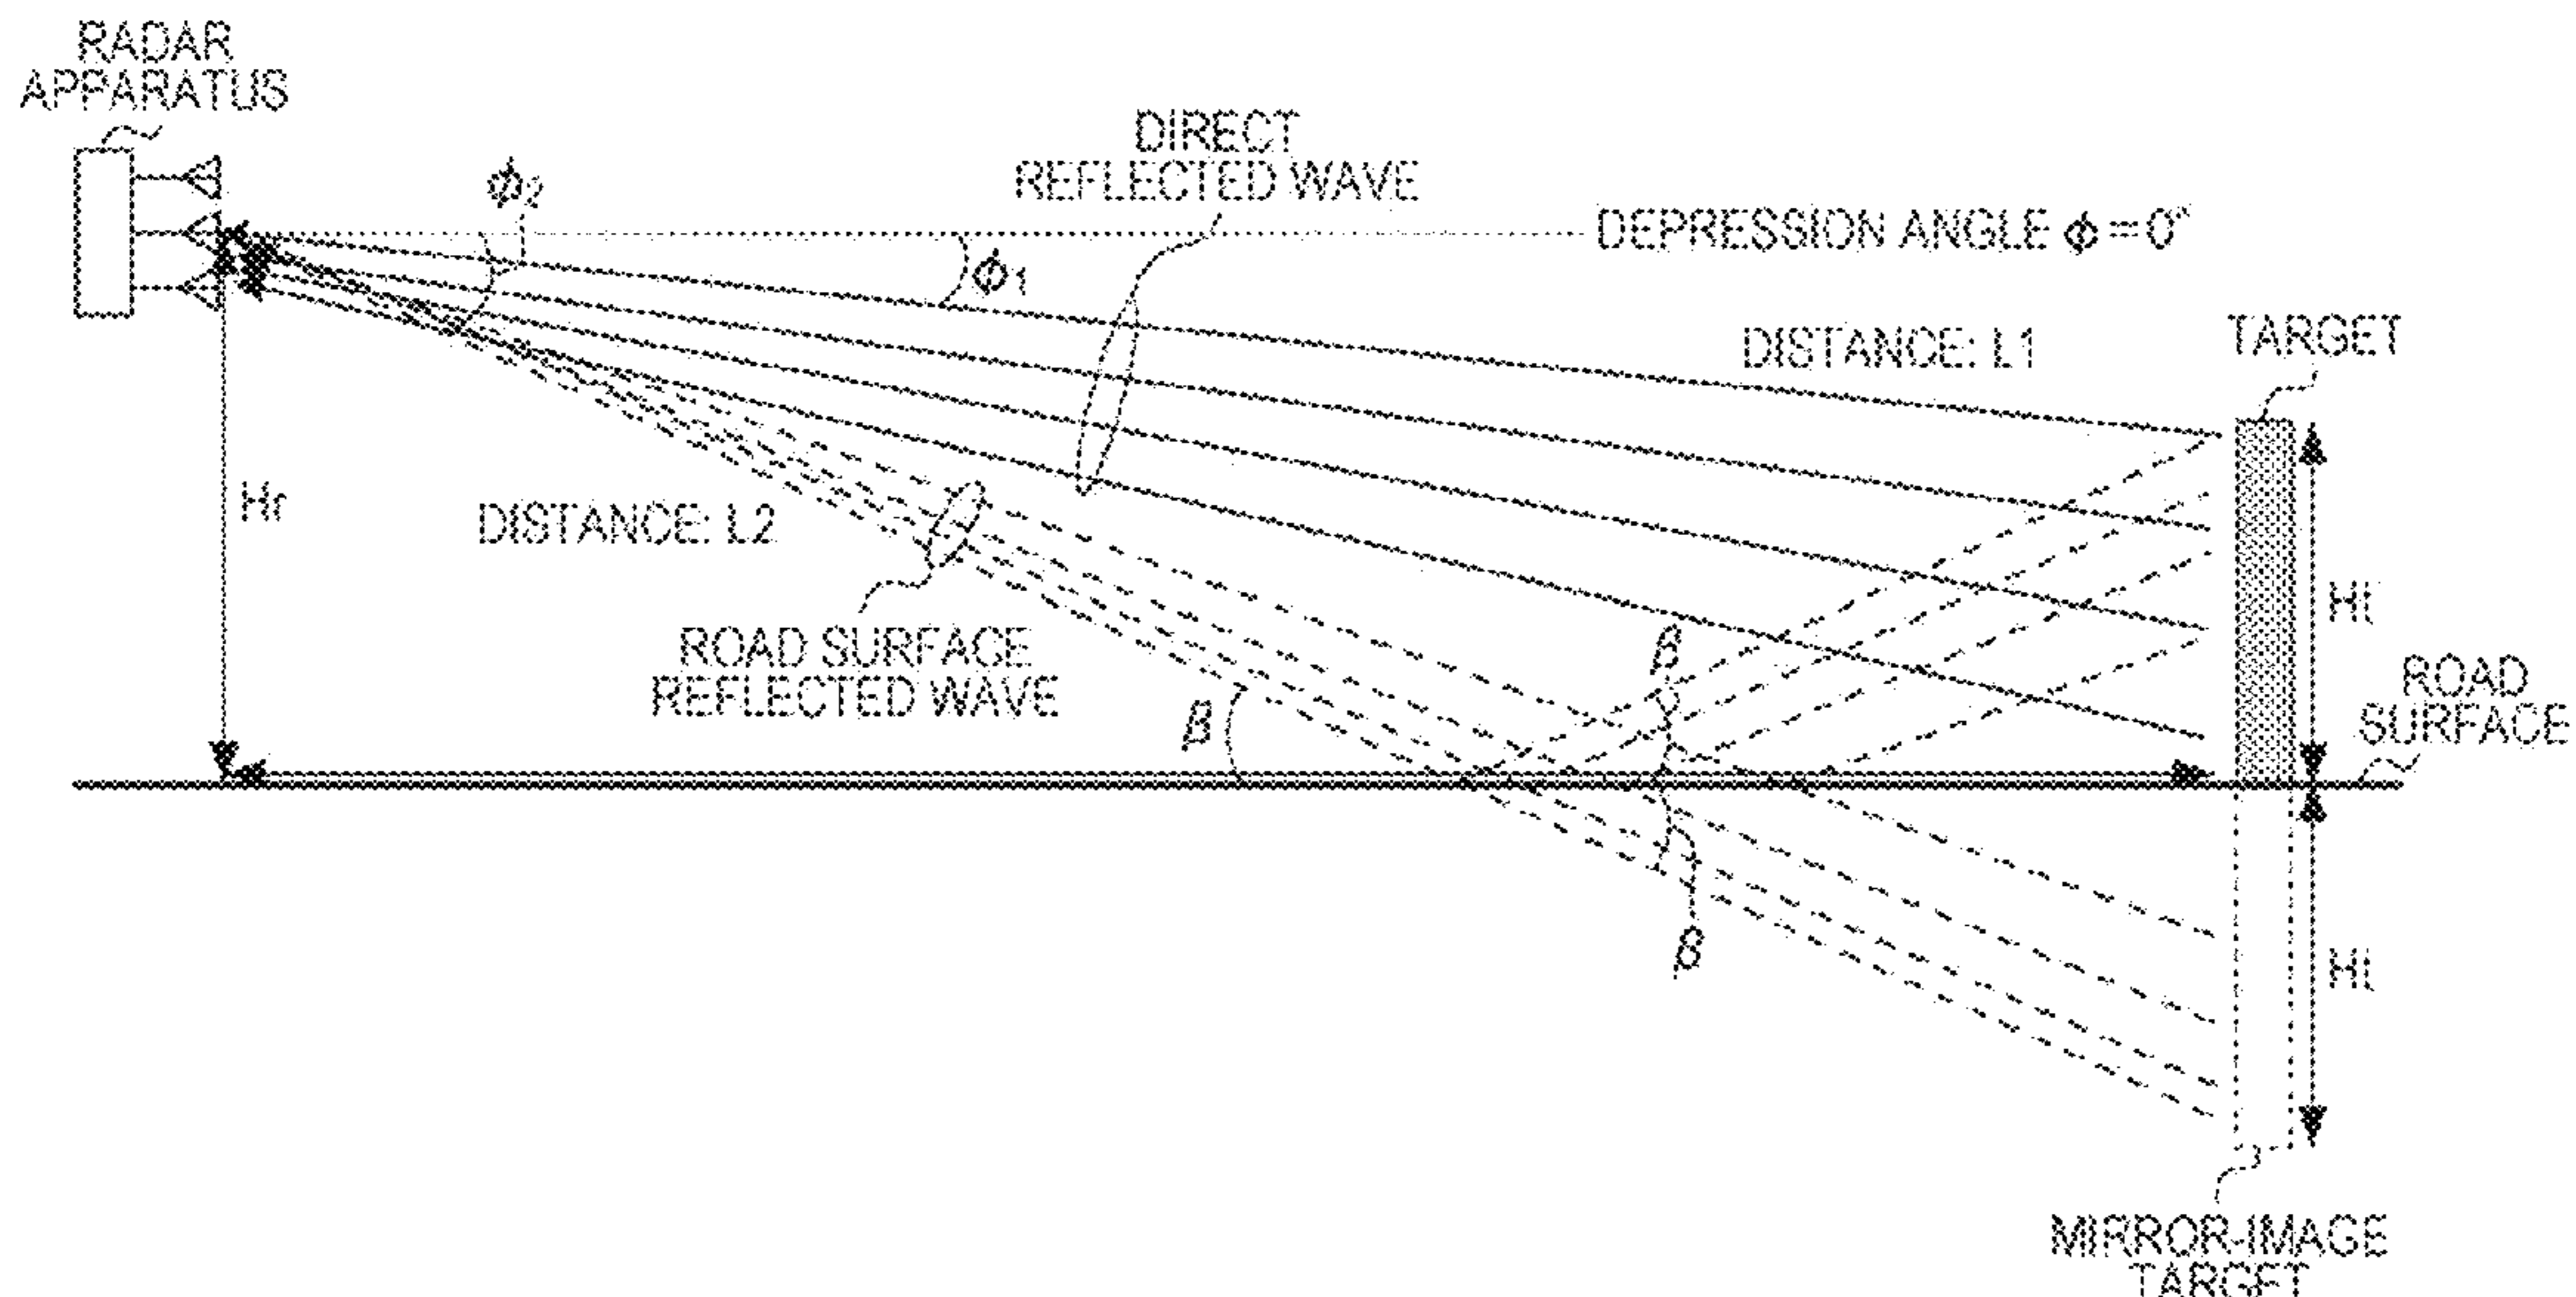 RADAR
APPARATUS
ϕ2
DIRECT
REFLECTED WAVE
DEPRESSION ANGLE ϕ = 0°
ϕ1
DISTANCE: L1
TARGET
Hr
DISTANCE: L2
Ht
ROAD SURFACE
REFLECTED WAVE
β
β
ROAD
SURFACE
β
Ht
MIRROR-IMAGE
TARGET